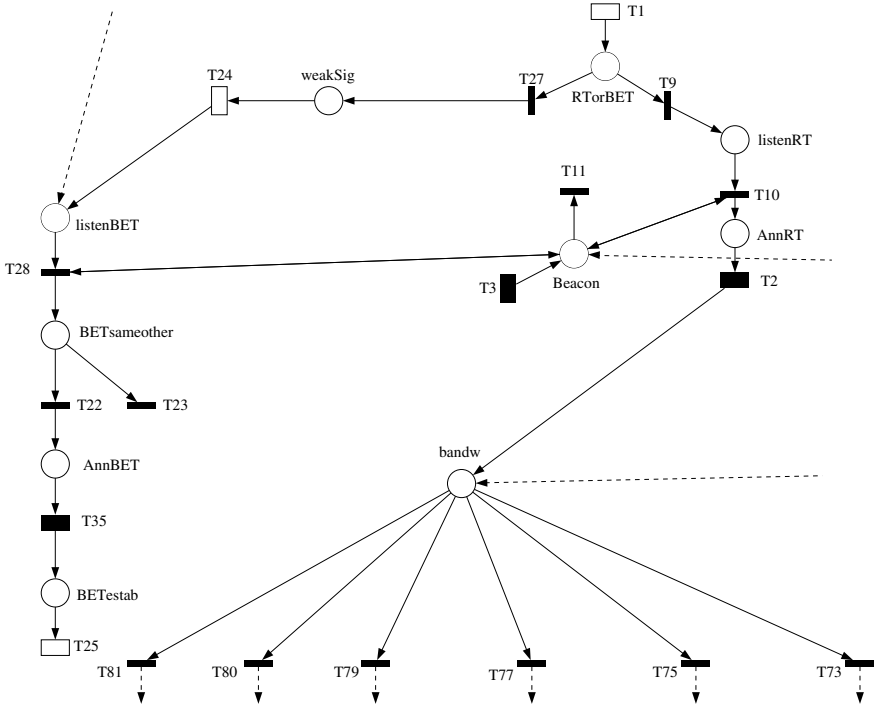 T1
T24
weakSig
T27
RTorBET
T9
listenRT
T11
T10
listenBET
AnnRT
T28
T3
Beacon
T2
BETsameother
T22
T23
bandw
AnnBET
T35
BETestab
T25
T81
T80
T79
T77
T75
T73